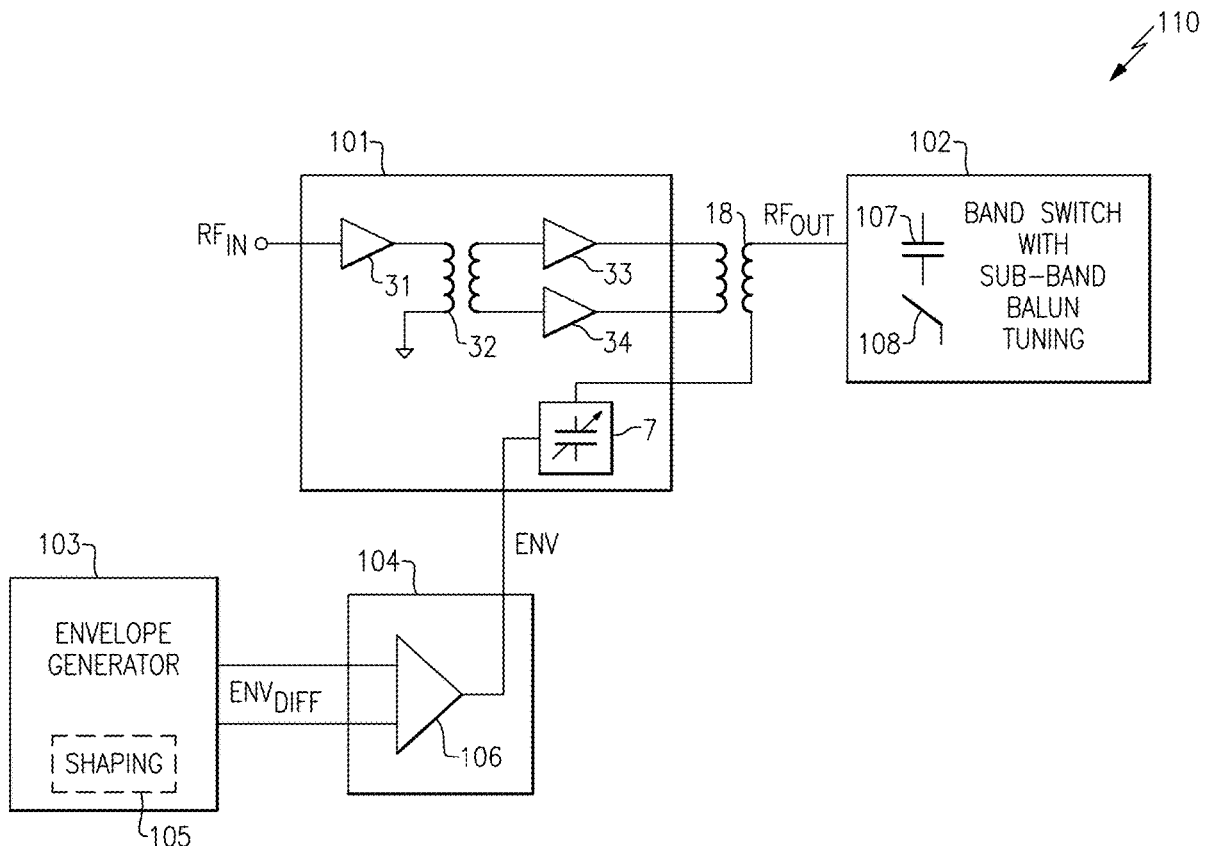 110
101
102
RF_IN
31
32
33
34
18
RF_OUT
107
108
BAND SWITCH
WITH
SUB-BAND
BALUN
TUNING
7
ENV
103
ENVELOPE
GENERATOR
SHAPING
105
ENV_DIFF
104
106